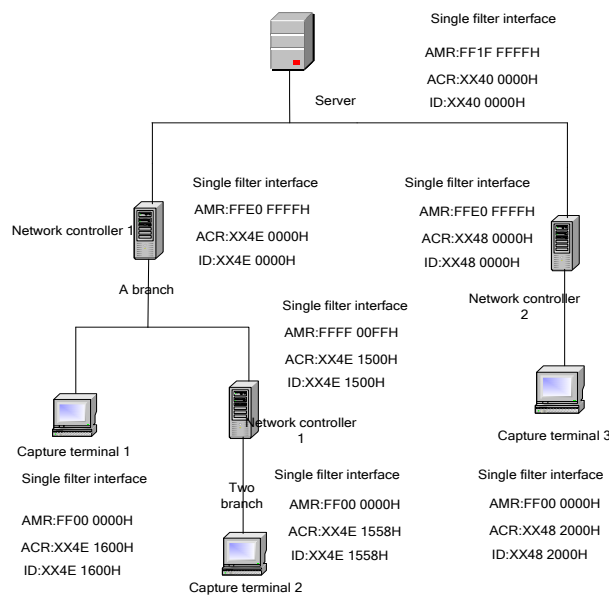 Single filter interface
AMR:FF1F FFFFH
ACR:XX40 0000H
ID:XX40 0000H
Server
Single filter interface
AMR:FFE0 FFFFH
ACR:XX4E 0000H
ID:XX4E 0000H
Network controller 1
A branch
Single filter interface
AMR:FFE0 FFFFH
ACR:XX48 0000H
ID:XX48 0000H
Network controller
2
Single filter interface
AMR:FFFF 00FFH
ACR:XX4E 1500H
ID:XX4E 1500H
Network controller
1
Capture terminal 1
Single filter interface
AMR:FF00 0000H
ACR:XX4E 1600H
ID:XX4E 1600H
Two
branch
Single filter interface
AMR:FF00 0000H
ACR:XX4E 1558H
ID:XX4E 1558H
Capture terminal 2
Capture terminal 3
Single filter interface
AMR:FF00 0000H
ACR:XX48 2000H
ID:XX48 2000H